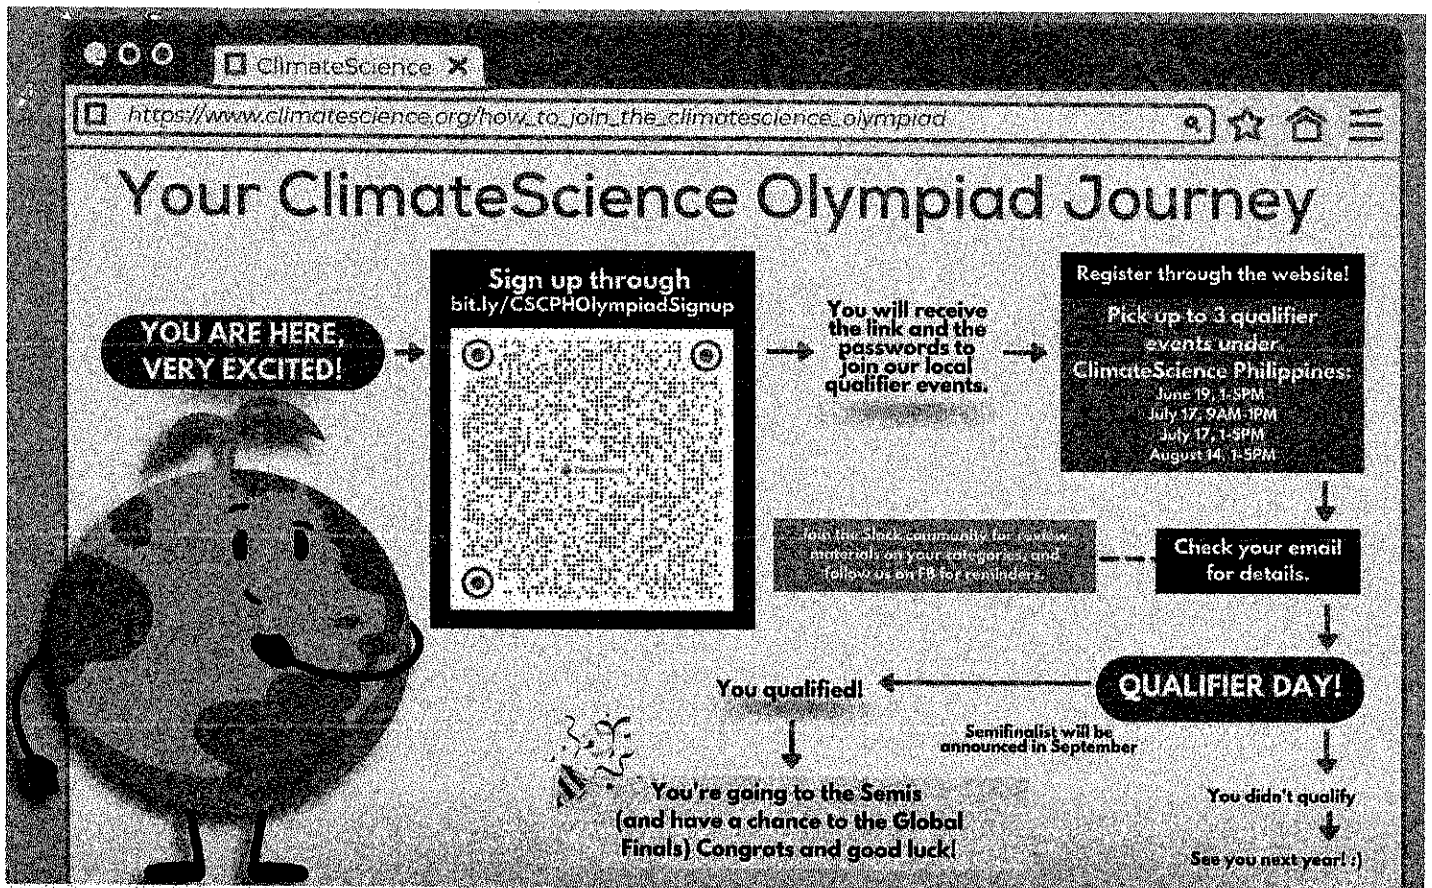 ClimateScience X
https://www.climatescience.org/how_to_join_the_climatescience_olympiad
Your ClimateScience Olympiad Journey
YOU ARE HERE,
VERY EXCITED!
Sign up through
bit.ly/CSCPHOlympiadSignup
You will receive
the link and the
passwords to
join our local
qualifier events.
Register through the website!
Pick up to 3 qualifier
events under
ClimateScience Philippines:
June 19, 1-5PM
July 17, 9AM-1PM
July 17, 1-5PM
August 14, 1-5PM
Check your email
for details.
Join the Slack community for review
materials on your categories, and
follow us on FB for reminders.
QUALIFIER DAY!
You qualified!
Semifinalist will be
announced in September
You're going to the Semis
(and have a chance to the Global
Finals) Congrats and good luck!
You didn't qualify
See you next year! :)